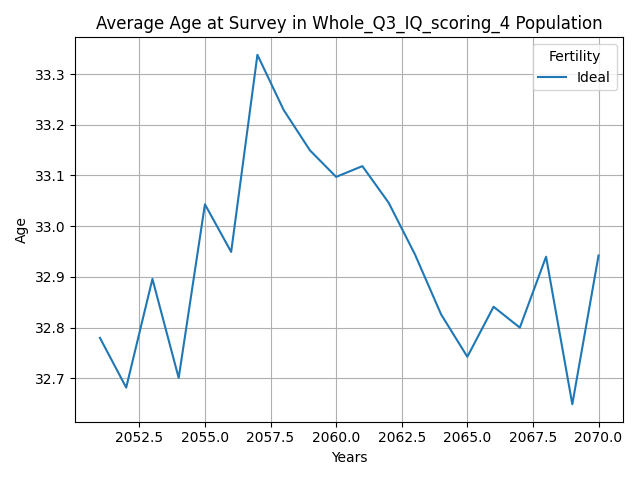 Average Age at Survey in Whole_Q3_IQ_scoring_4 Population
Fertility
Ideal
33.3
33.2
33.1
33.0
32.9
32.8
32.7
Age
2052.5 2055.0 2057.5 2060.0 2062.5 2065.0 2067.5 2070.0
Years